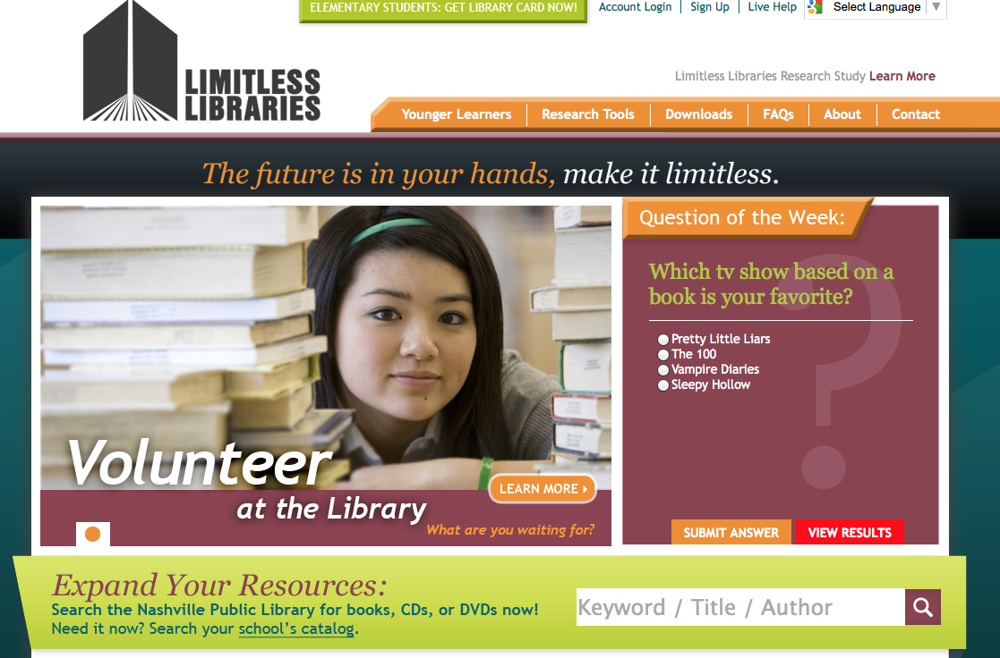 ELEMENTARY STUDENTS: GET LIBRARY CARD NOW!
Account Login
Sign Up
Live Help
Select Language
LIMITLESS
LIBRARIES
Limitless Libraries Research Study Learn More
Younger Learners
Research Tools
Downloads
FAQs
About
Contact
The future is in your hands, make it limitless.
Volunteer
at the Library
LEARN MORE
What are you waiting for?
Question of the Week:
Which tv show based on a
book is your favorite?
Pretty Little Liars
The 100
Vampire Diaries
Sleepy Hollow
?
SUBMIT ANSWER
VIEW RESULTS
Expand Your Resources:
Search the Nashville Public Library for books, CDs, or DVDs now!
Need it now? Search your school's catalog.
Keyword / Title / Author